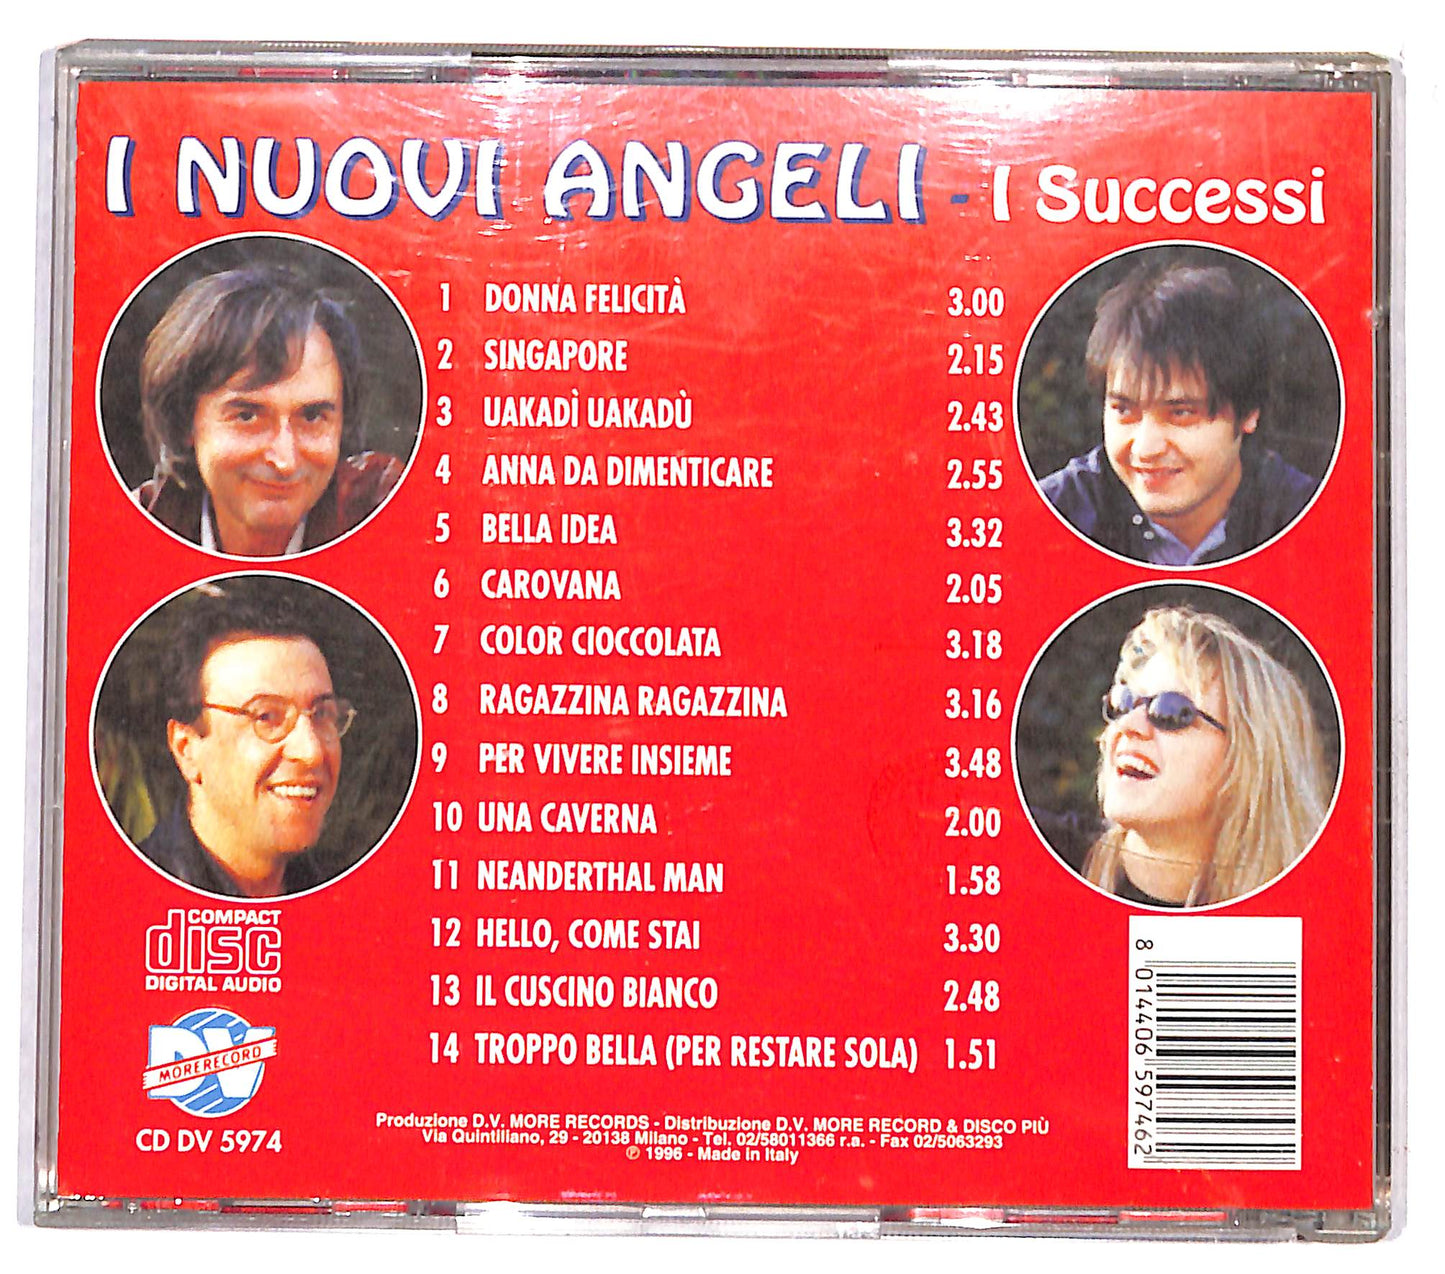 I NUOVI ANGELI - I Successi
1 DONNA FELICITÀ 3.00
2 SINGAPORE 2.15
3 UAKADÌ UAKADÙ 2.43
4 ANNA DA DIMENTICARE 2.55
5 BELLA IDEA 3.32
6 CAROVANA 2.05
7 COLOR CIOCCOLATA 3.18
8 RAGAZZINA RAGAZZINA 3.16
9 PER VIVERE INSIEME 3.48
10 UNA CAVERNA 2.00
11 NEANDERTHAL MAN 1.58
12 HELLO, COME STAI 3.30
13 IL CUSCINO BIANCO 2.48
14 TROPPO BELLA (PER RESTARE SOLA) 1.51
COMPACT
disc
DIGITAL AUDIO
DV
MORE RECORD
CD DV 5974
Produzione D.V. MORE RECORDS - Distribuzione D.V. MORE RECORD & DISCO PIÙ
Via Quintiliano, 29 - 20138 Milano - Tel. 02/58011366 r.a. - Fax 02/5063293
℗ 1996 - Made in Italy
8 014406 597462